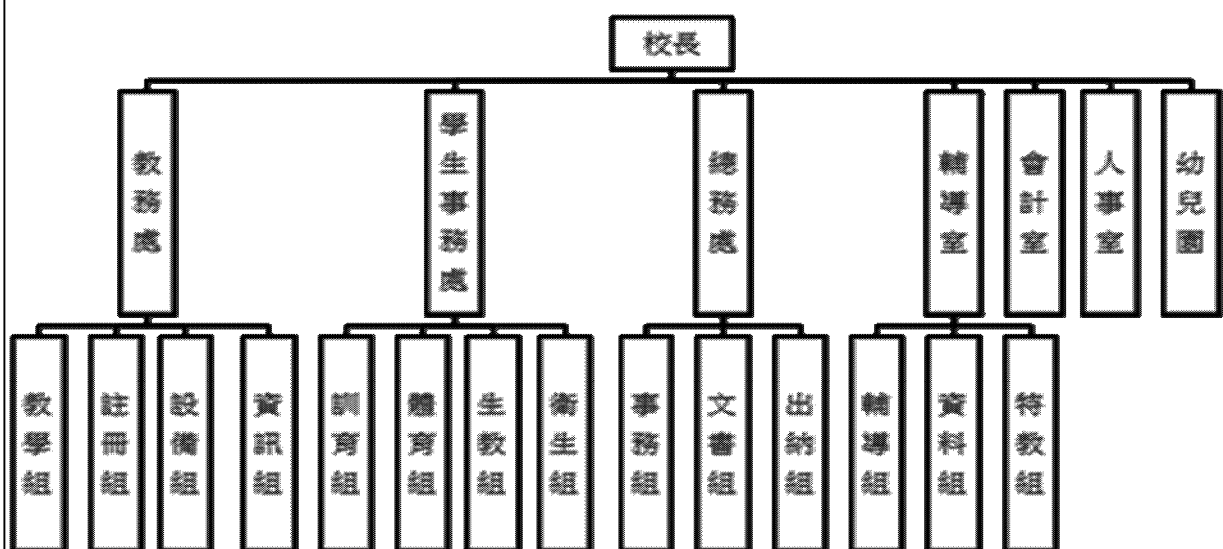 校長
教務處
學生事務處
總務處
輔導室
會計室
人事室
幼兒園
教學組
註冊組
設備組
資訊組
訓育組
體育組
生教組
衛生組
事務組
文書組
出納組
輔導組
資料組
特教組